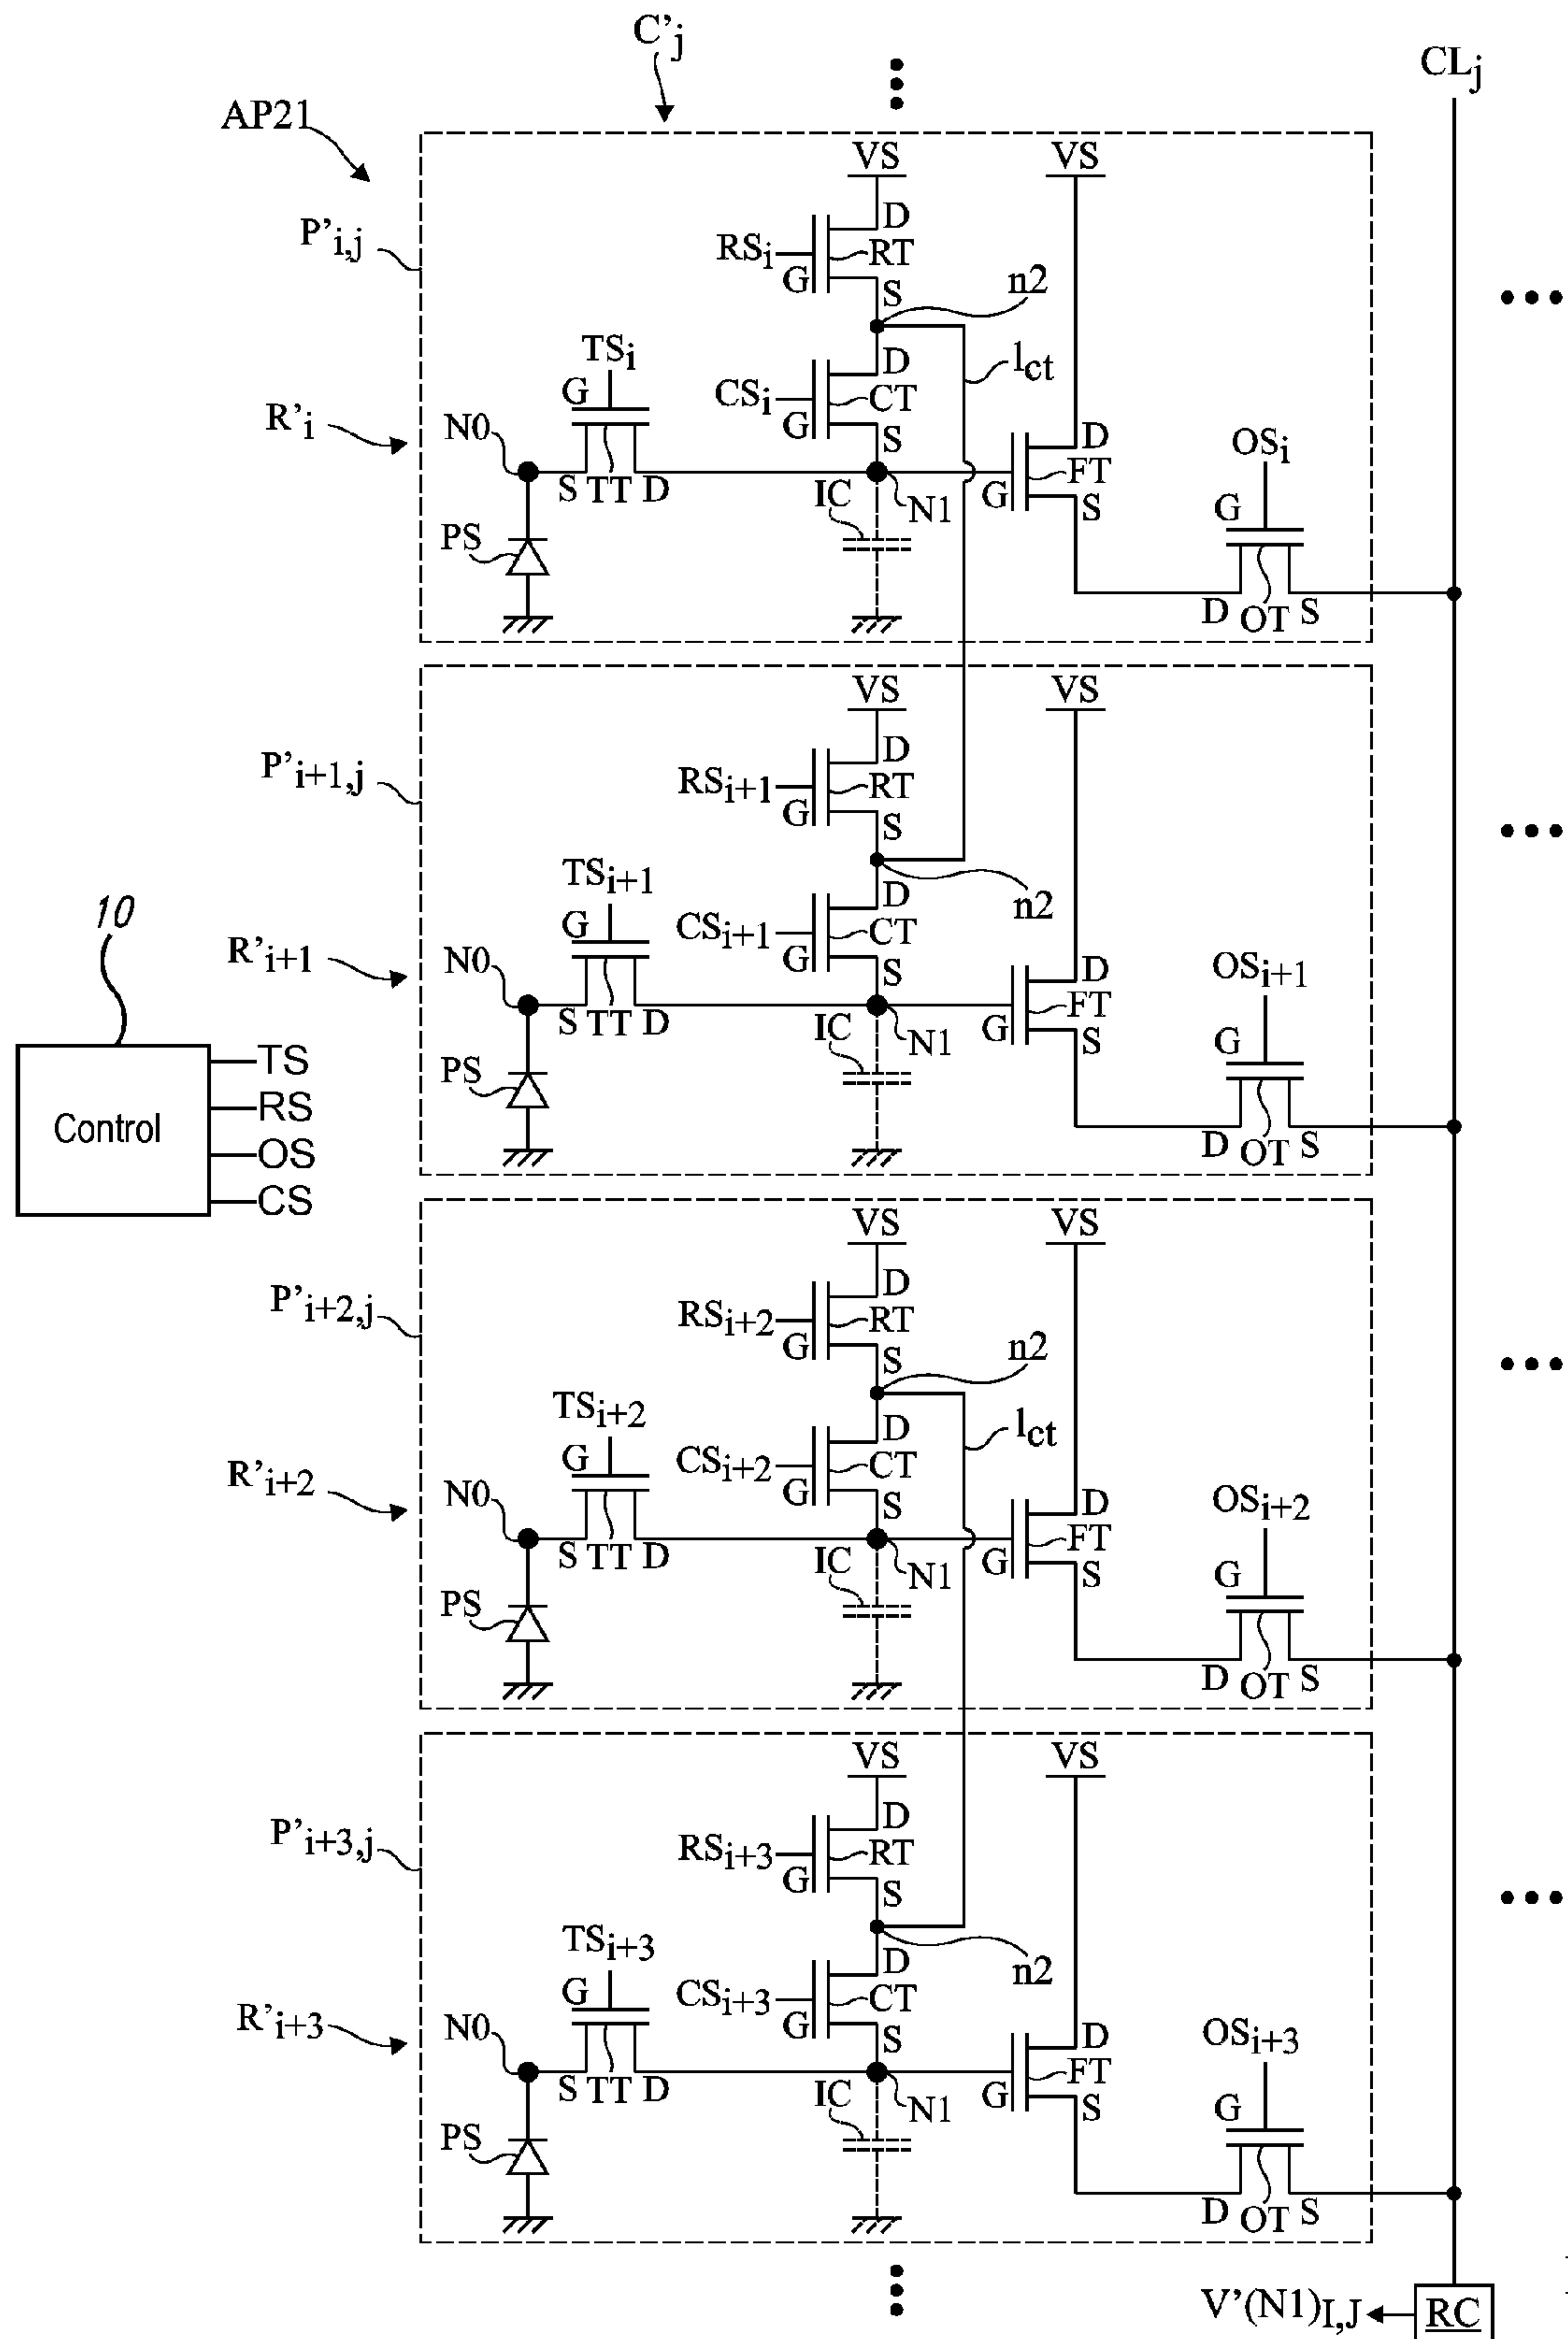 C'j
CLj
AP21
P'i,j
VS
VS
D
RSi
RT
G
S
n2
TSi
D
lct
CSi
CT
G
G
S
R'i
N0
D
OSi
S
TT
D
IC
N1
G
FT
S
G
PS
D
OT
S
VS
VS
P'i+1,j
D
RSi+1
RT
G
S
TSi+1
D
n2
CSi+1
CT
G
G
S
R'i+1
N0
D
OSi+1
S
TT
D
IC
N1
G
FT
S
G
PS
D
OT
S
10
Control
TS
RS
OS
CS
VS
VS
P'i+2,j
D
RSi+2
RT
G
S
n2
TSi+2
D
lct
CSi+2
CT
G
G
S
R'i+2
N0
D
OSi+2
S
TT
D
IC
N1
G
FT
S
G
PS
D
OT
S
VS
VS
P'i+3,j
D
RSi+3
RT
G
S
TSi+3
D
n2
CSi+3
CT
G
G
S
R'i+3
N0
D
OSi+3
S
TT
D
IC
N1
G
FT
S
G
PS
D
OT
S
V'(N1)I,J
RC